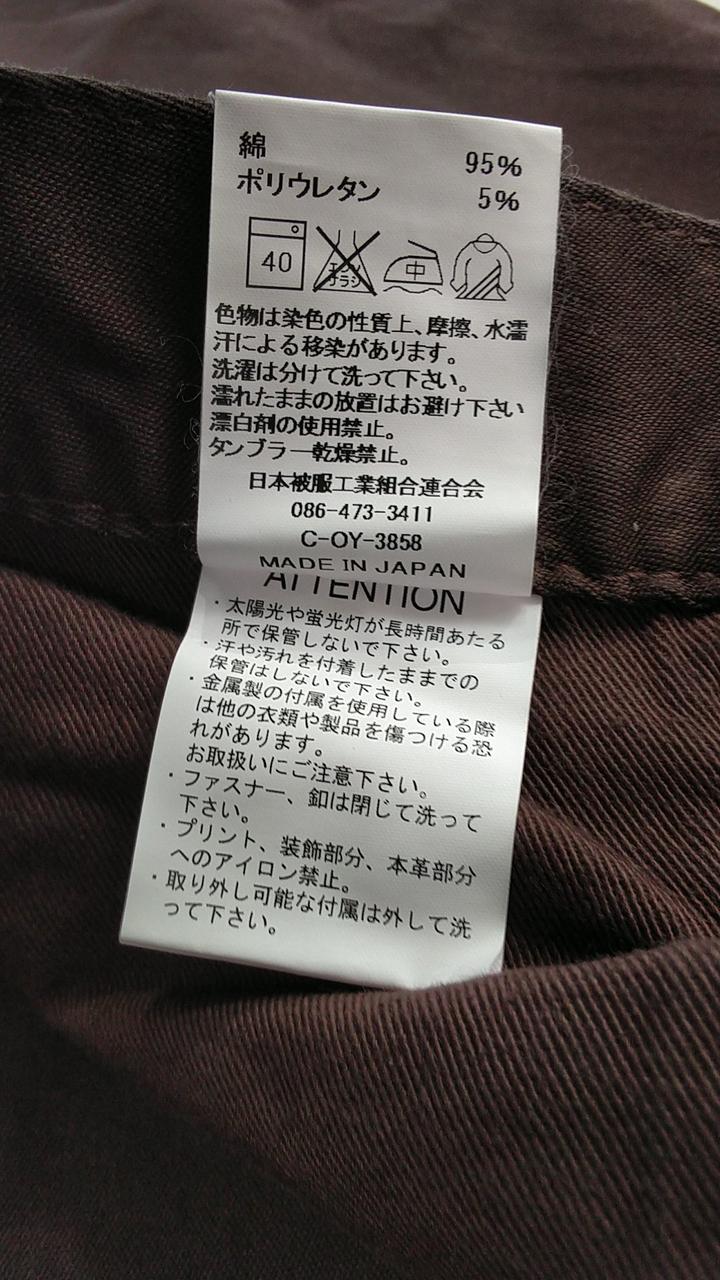 綿 95%
ポリウレタン 5%
40 エンソ ナラシ 中
色物は染色の性質上、摩擦、水濡
汗による移染があります。
洗濯は分けて洗って下さい。
濡れたままの放置はお避け下さい
漂白剤の使用禁止。
タンブラー乾燥禁止。
日本被服工業組合連合会
086-473-3411
C-OY-3858
MADE IN JAPAN
ATTENTION
・太陽光や蛍光灯が長時間あたる
所で保管しないで下さい。
・汗や汚れを付着したままでの
保管はしないで下さい。
・金属製の付属を使用している際
は他の衣類や製品を傷つける恐
れがあります。
お取扱いにご注意下さい。
・ファスナー、釦は閉じて洗って
下さい。
・プリント、装飾部分、本革部分
へのアイロン禁止。
・取り外し可能な付属は外して洗
って下さい。